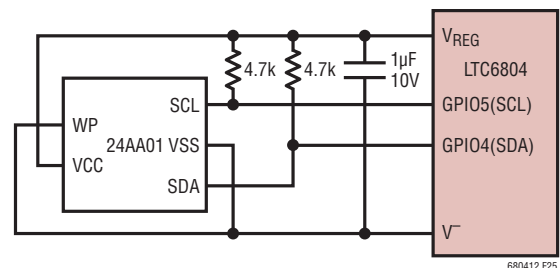 WP
VCC
SCL
24AA01 VSS
SDA
4.7k
4.7k
1µF
10V
VREG
LTC6804
GPIO5(SCL)
GPIO4(SDA)
V–
680412 F25